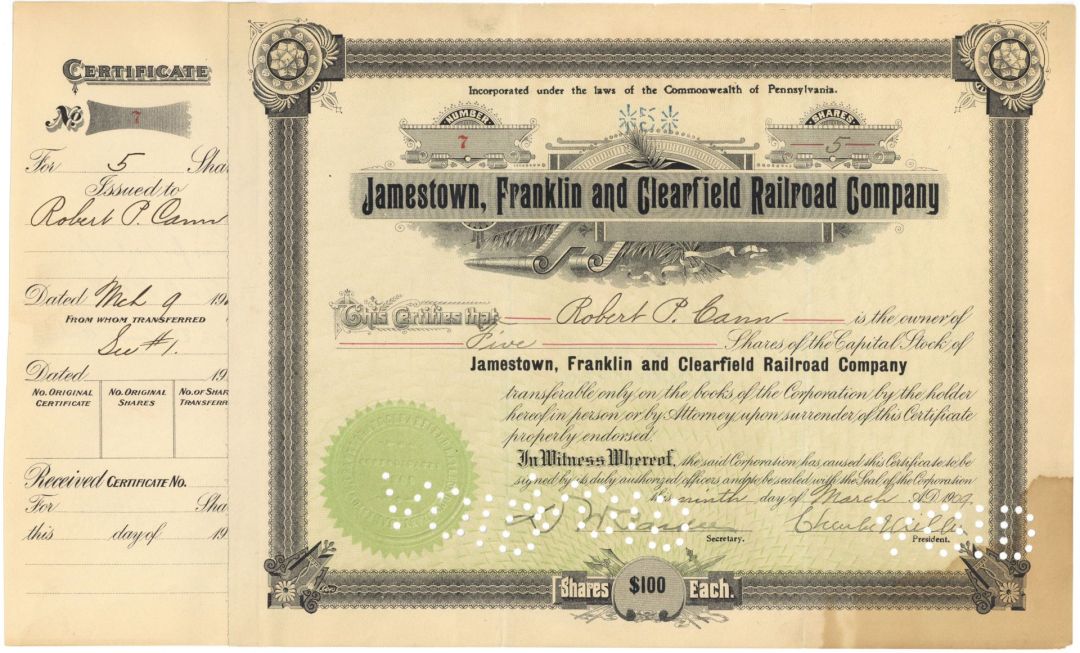 CERTIFICATE
No 7
For 5 Shar
Issued to
Robert P. Cann
Dated Mch 9 19
FROM WHOM TRANSFERRED
See #1.
Dated 19
NO. ORIGINAL CERTIFICATE
NO. ORIGINAL SHARES
NO. OF SHAR TRANSFERR
Received CERTIFICATE NO.
For Sha
this day of 19
Incorporated under the laws of the Commonwealth of Pennsylvania.
NUMBER
7
SHARES
5
Jamestown, Franklin and Clearfield Railroad Company
This Certifies that Robert P. Cann is the owner of
Five Shares of the Capital Stock of
Jamestown, Franklin and Clearfield Railroad Company
transferable only on the books of the Corporation by the holder
hereof in person or by Attorney upon surrender of this Certificate
properly endorsed.
In Witness Whereof, the said Corporation has caused this Certificate to be
signed by its duly authorized officers and to be sealed with the Seal of the Corporation
this ninth day of March A.D. 1909.
Secretary.
President.
Shares $100 Each.